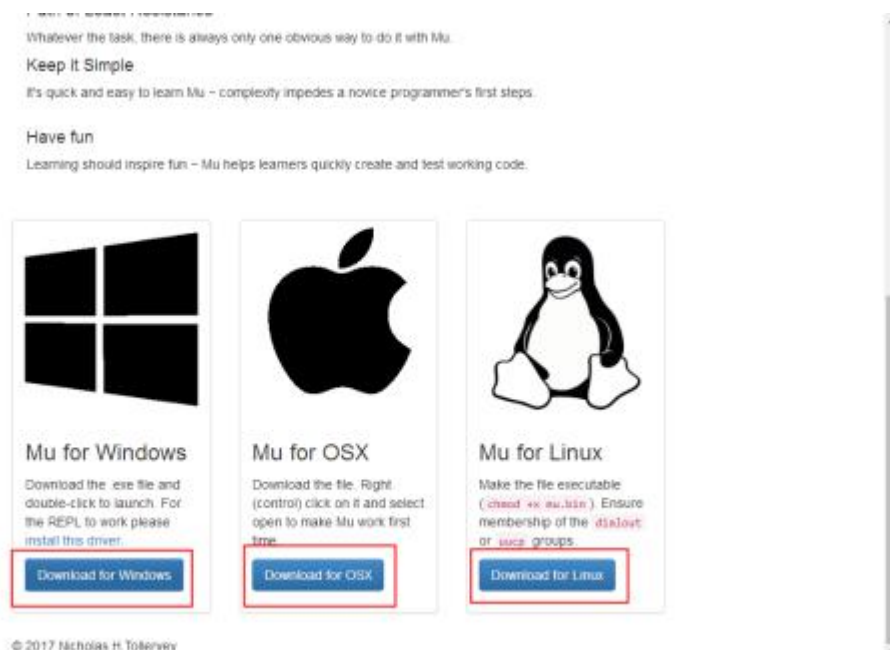 Whatever the task, there is always only one obvious way to do it with Mu.
Keep it Simple
It's quick and easy to learn Mu – complexity impedes a novice programmer's first steps.
Have fun
Learning should inspire fun – Mu helps learners quickly create and test working code.
Mu for Windows
Download the .exe file and
double-click to launch. For
the REPL to work please
install this driver.
Download for Windows
Mu for OSX
Download the file. Right
(control) click on it and select
open to make Mu work first
time.
Download for OSX
Mu for Linux
Make the file executable
(chmod +x mu.bin). Ensure
membership of the dialout
or uucp groups.
Download for Linux
© 2017 Nicholas H.Tollervey